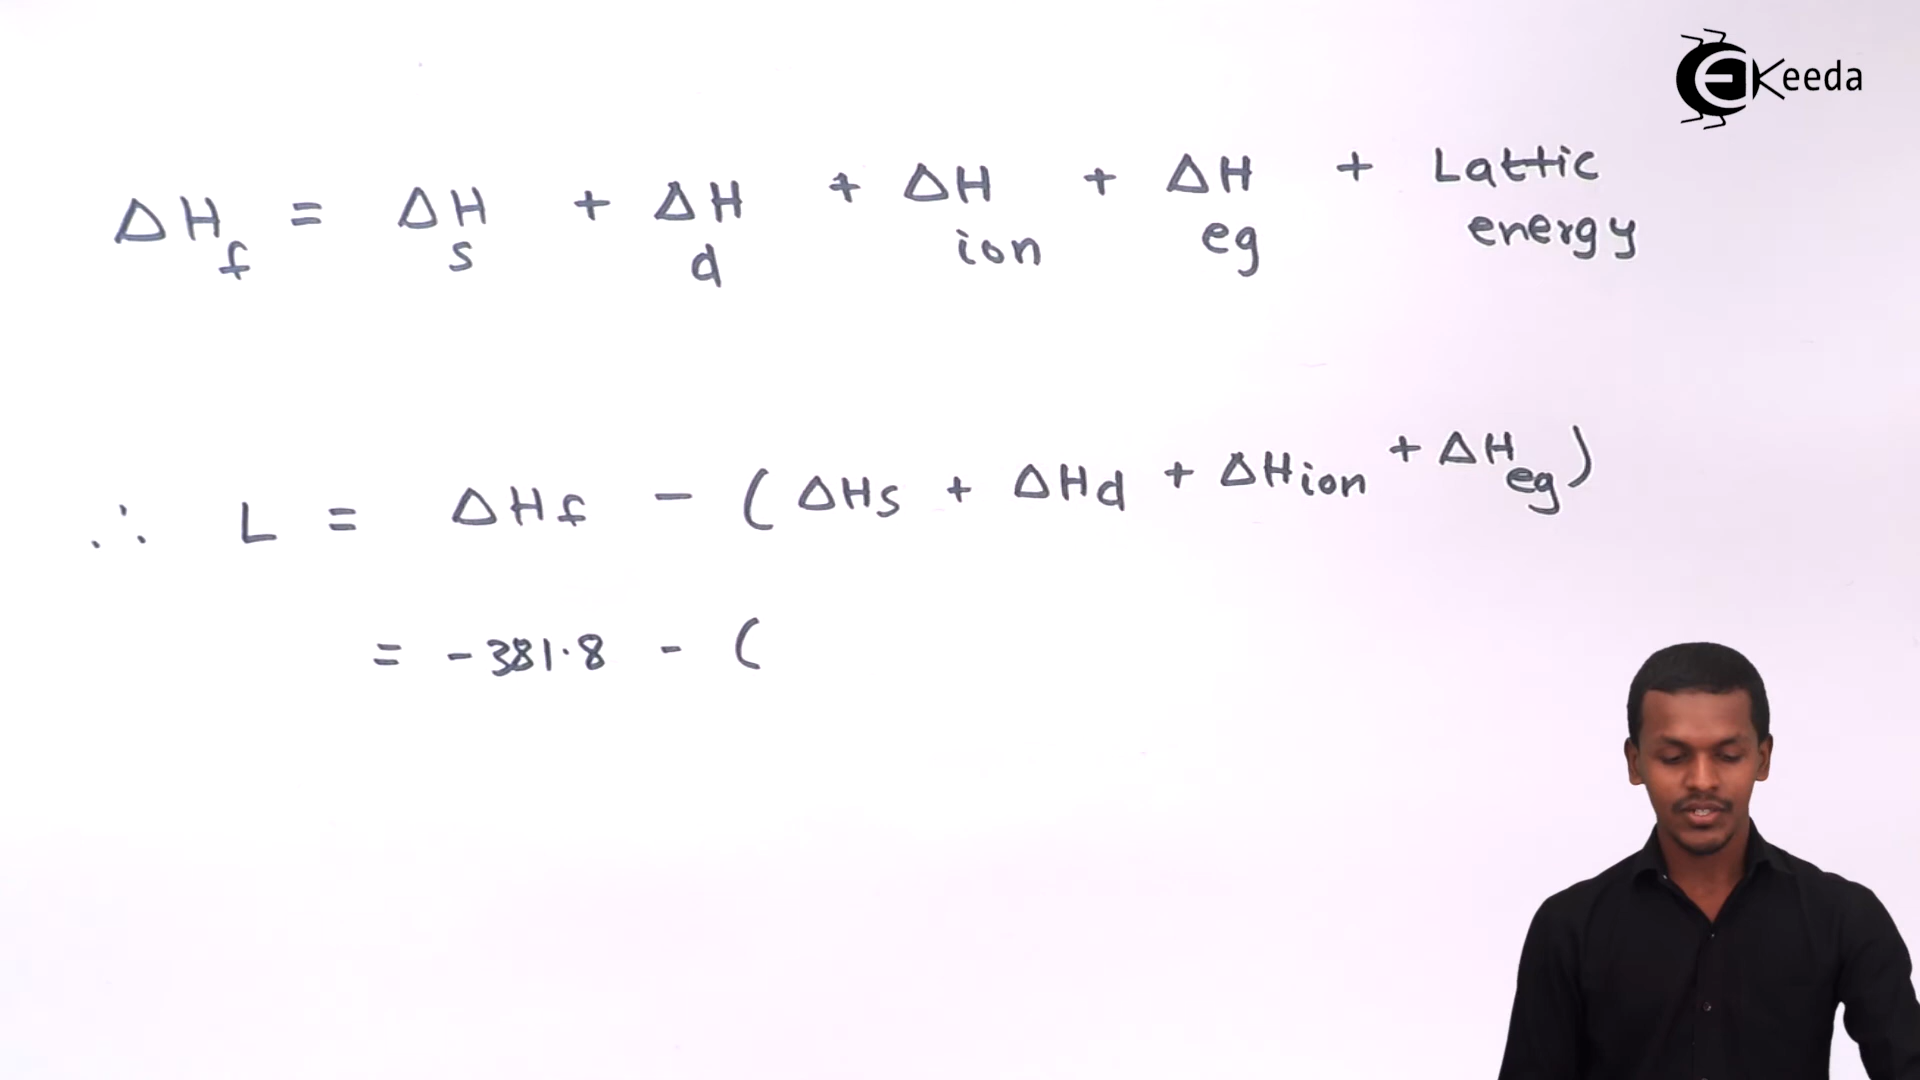 Keeda
ΔHf = ΔHs + ΔHd + ΔHion + ΔHeg + Lattic energy
∴ L = ΔHf - (ΔHs + ΔHd + ΔHion + ΔHeg)
= -381.8 - (